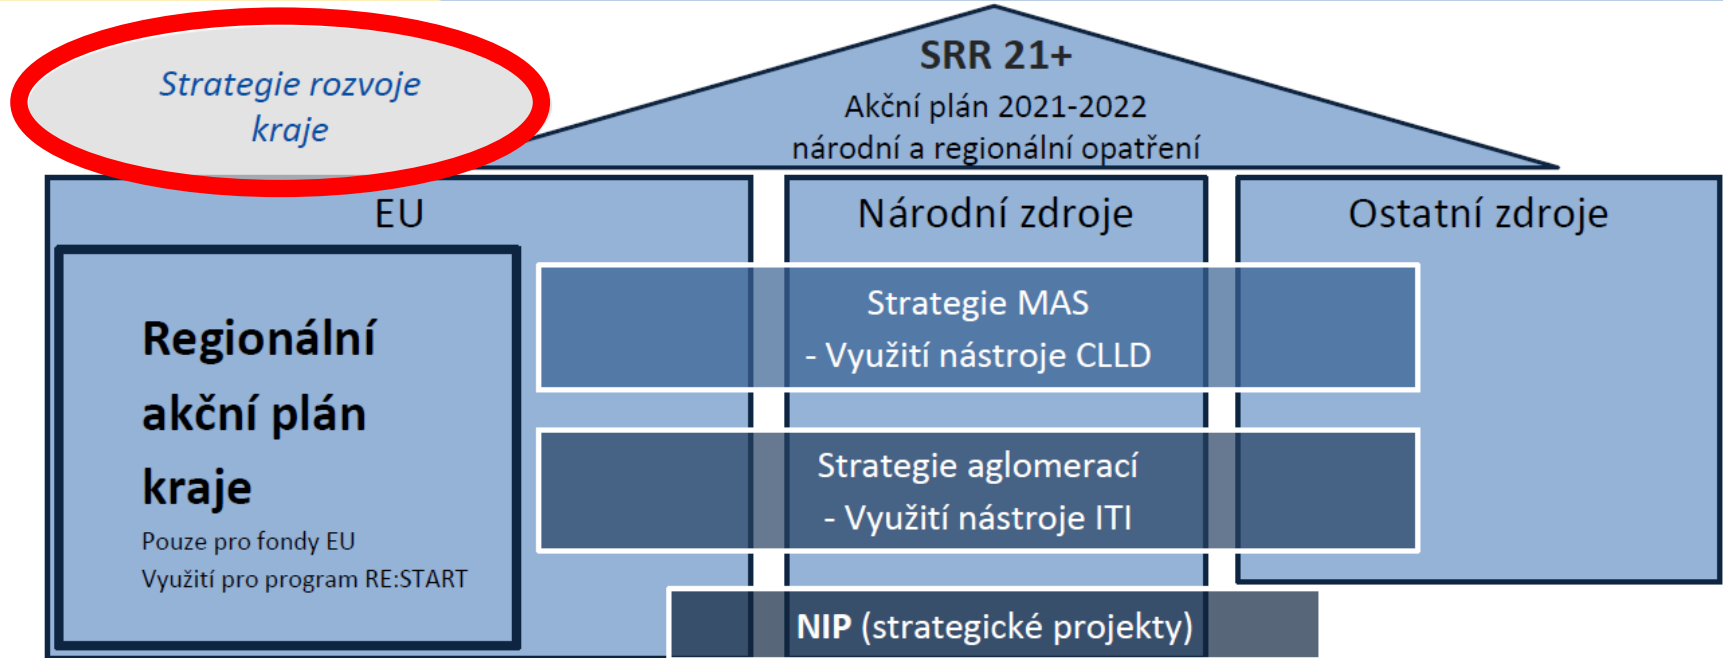 Strategie rozvoje
kraje
SRR 21+
Akční plán 2021-2022
národní a regionální opatření
EU
Národní zdroje
Ostatní zdroje
Regionální
akční plán
kraje
Pouze pro fondy EU
Využití pro program RE:START
Strategie MAS
- Využití nástroje CLLD
Strategie aglomerací
- Využití nástroje ITI
NIP (strategické projekty)